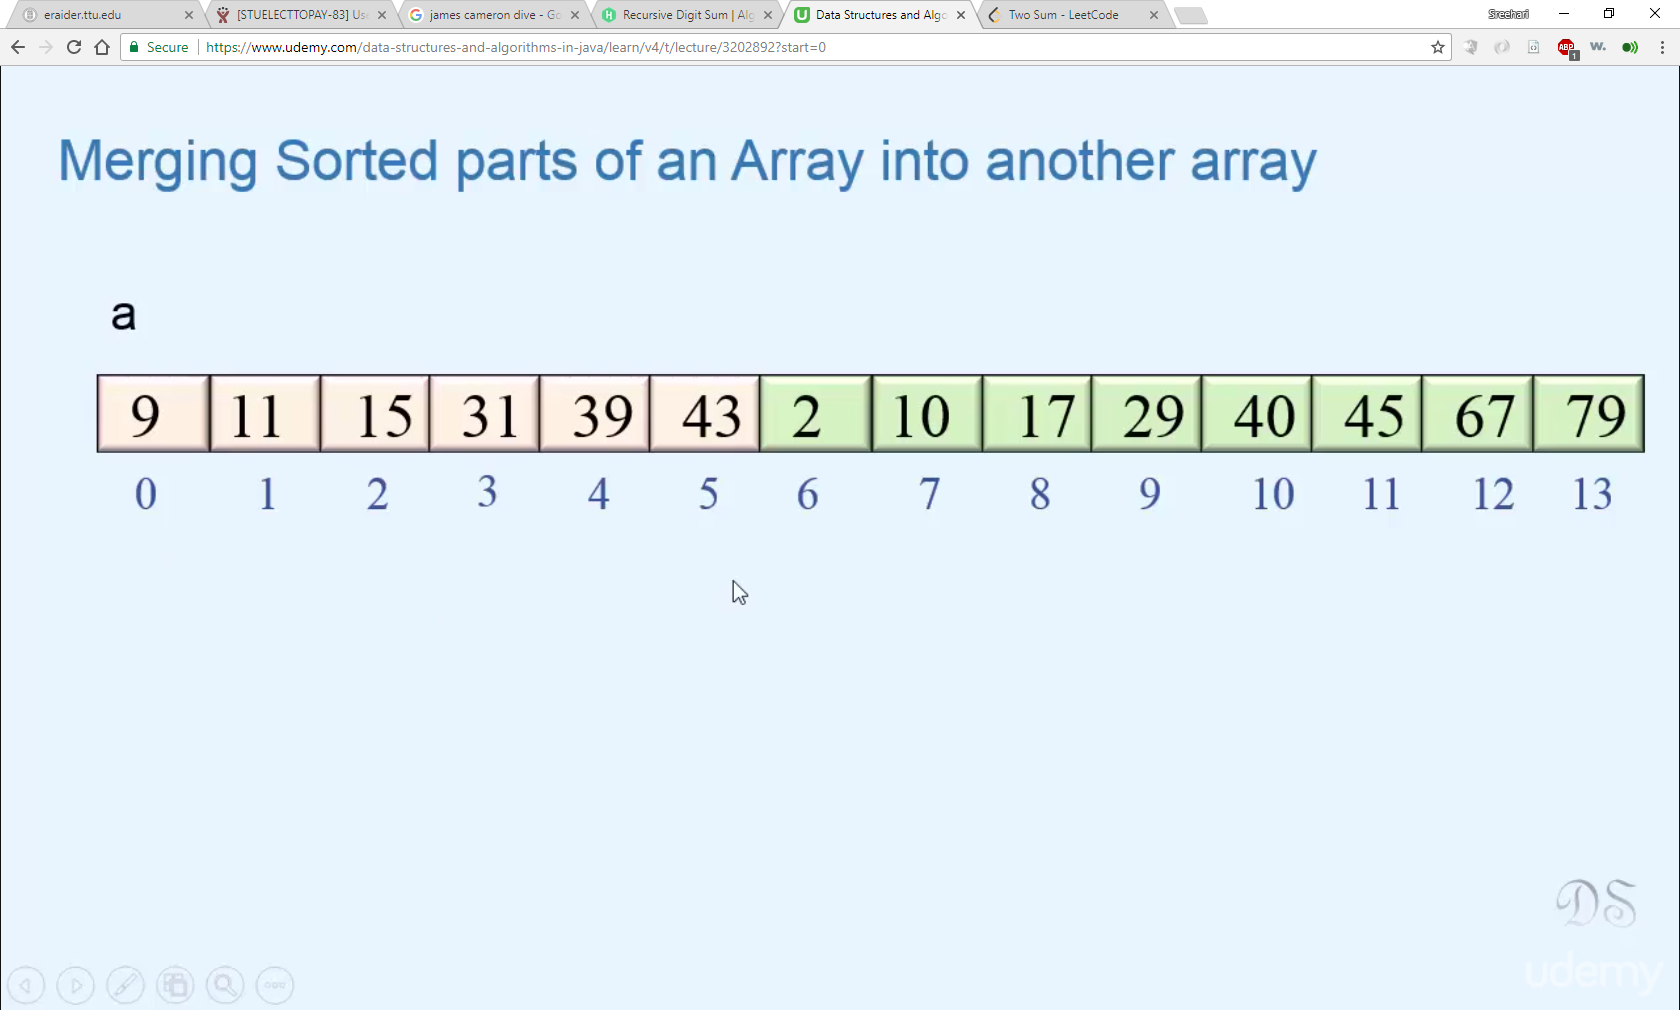 eraider.ttu.edu [STUELECTTOPAY-83] Us james cameron dive - Go Recursive Digit Sum | Alg Data Structures and Algo Two Sum - LeetCode Sreehari
Secure https://www.udemy.com/data-structures-and-algorithms-in-java/learn/v4/t/lecture/3202892?start=0 ABP 1 w.
Merging Sorted parts of an Array into another array
a
9 11 15 31 39 43 2 10 17 29 40 45 67 79
0 1 2 3 4 5 6 7 8 9 10 11 12 13
DS
udemy